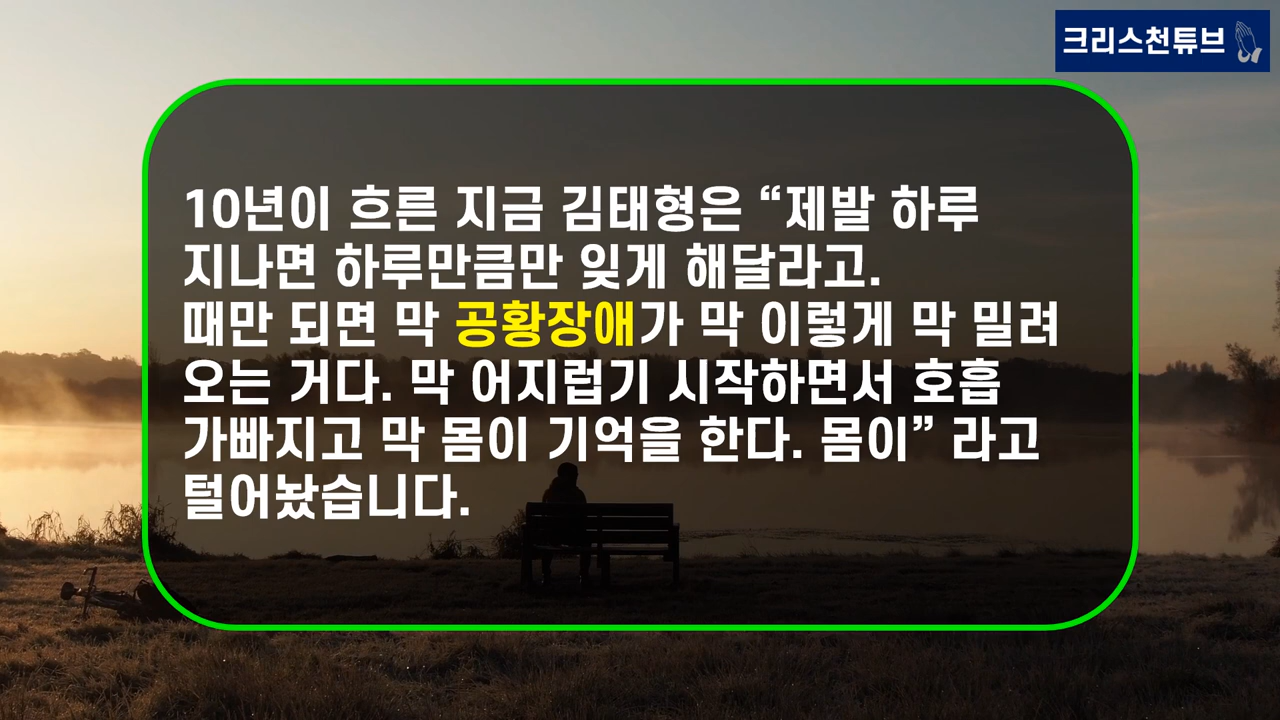 크리스천튜브
10년이 흐른 지금 김태형은 “제발 하루
지나면 하루만큼만 잊게 해달라고.
때만 되면 막 공황장애가 막 이렇게 막 밀려
오는 거다. 막 어지럽기 시작하면서 호흡
가빠지고 막 몸이 기억을 한다. 몸이” 라고
털어놨습니다.